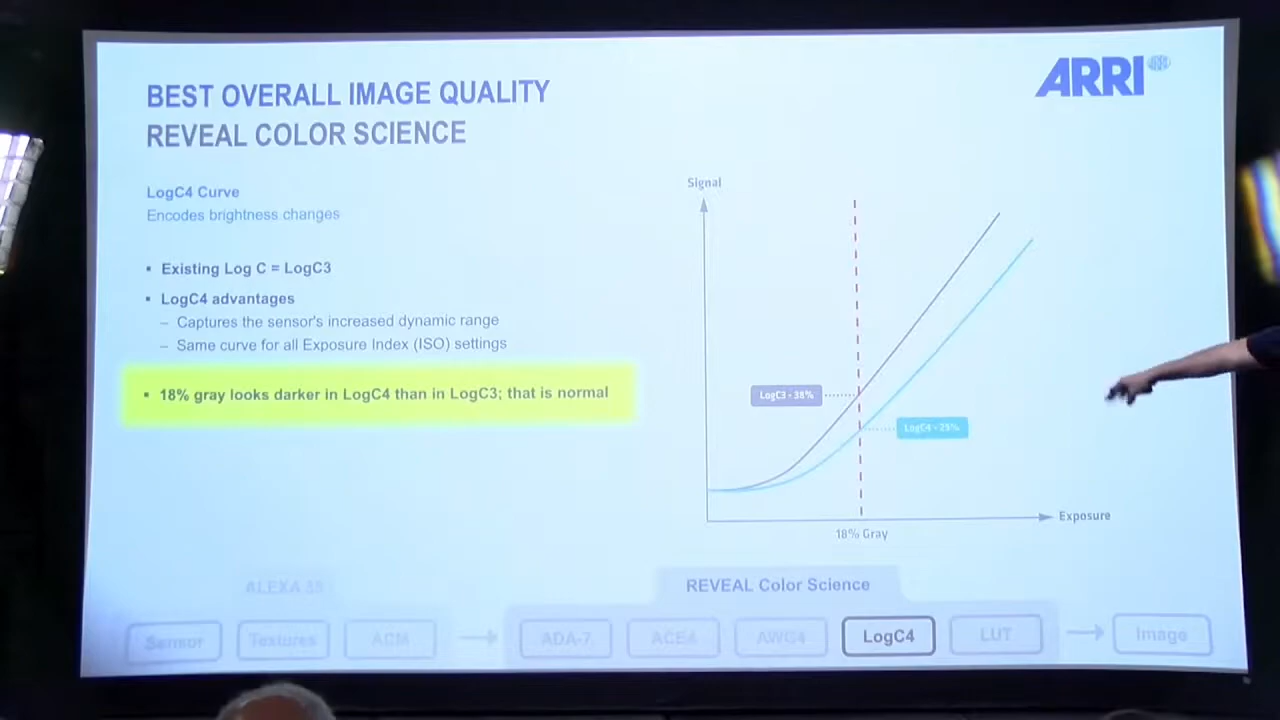 BEST OVERALL IMAGE QUALITY
REVEAL COLOR SCIENCE
ARRI
LogC4 Curve
Encodes brightness changes
▪ Existing Log C = LogC3
▪ LogC4 advantages
– Captures the sensor's increased dynamic range
– Same curve for all Exposure Index (ISO) settings
▪ 18% gray looks darker in LogC4 than in LogC3; that is normal
Signal
LogC3 - 38%
LogC4 - 28%
Exposure
18% Gray
ALEXA 35
REVEAL Color Science
Sensor
Textures
ACM
ADA-7
ACE4
AWG4
LogC4
LUT
Image